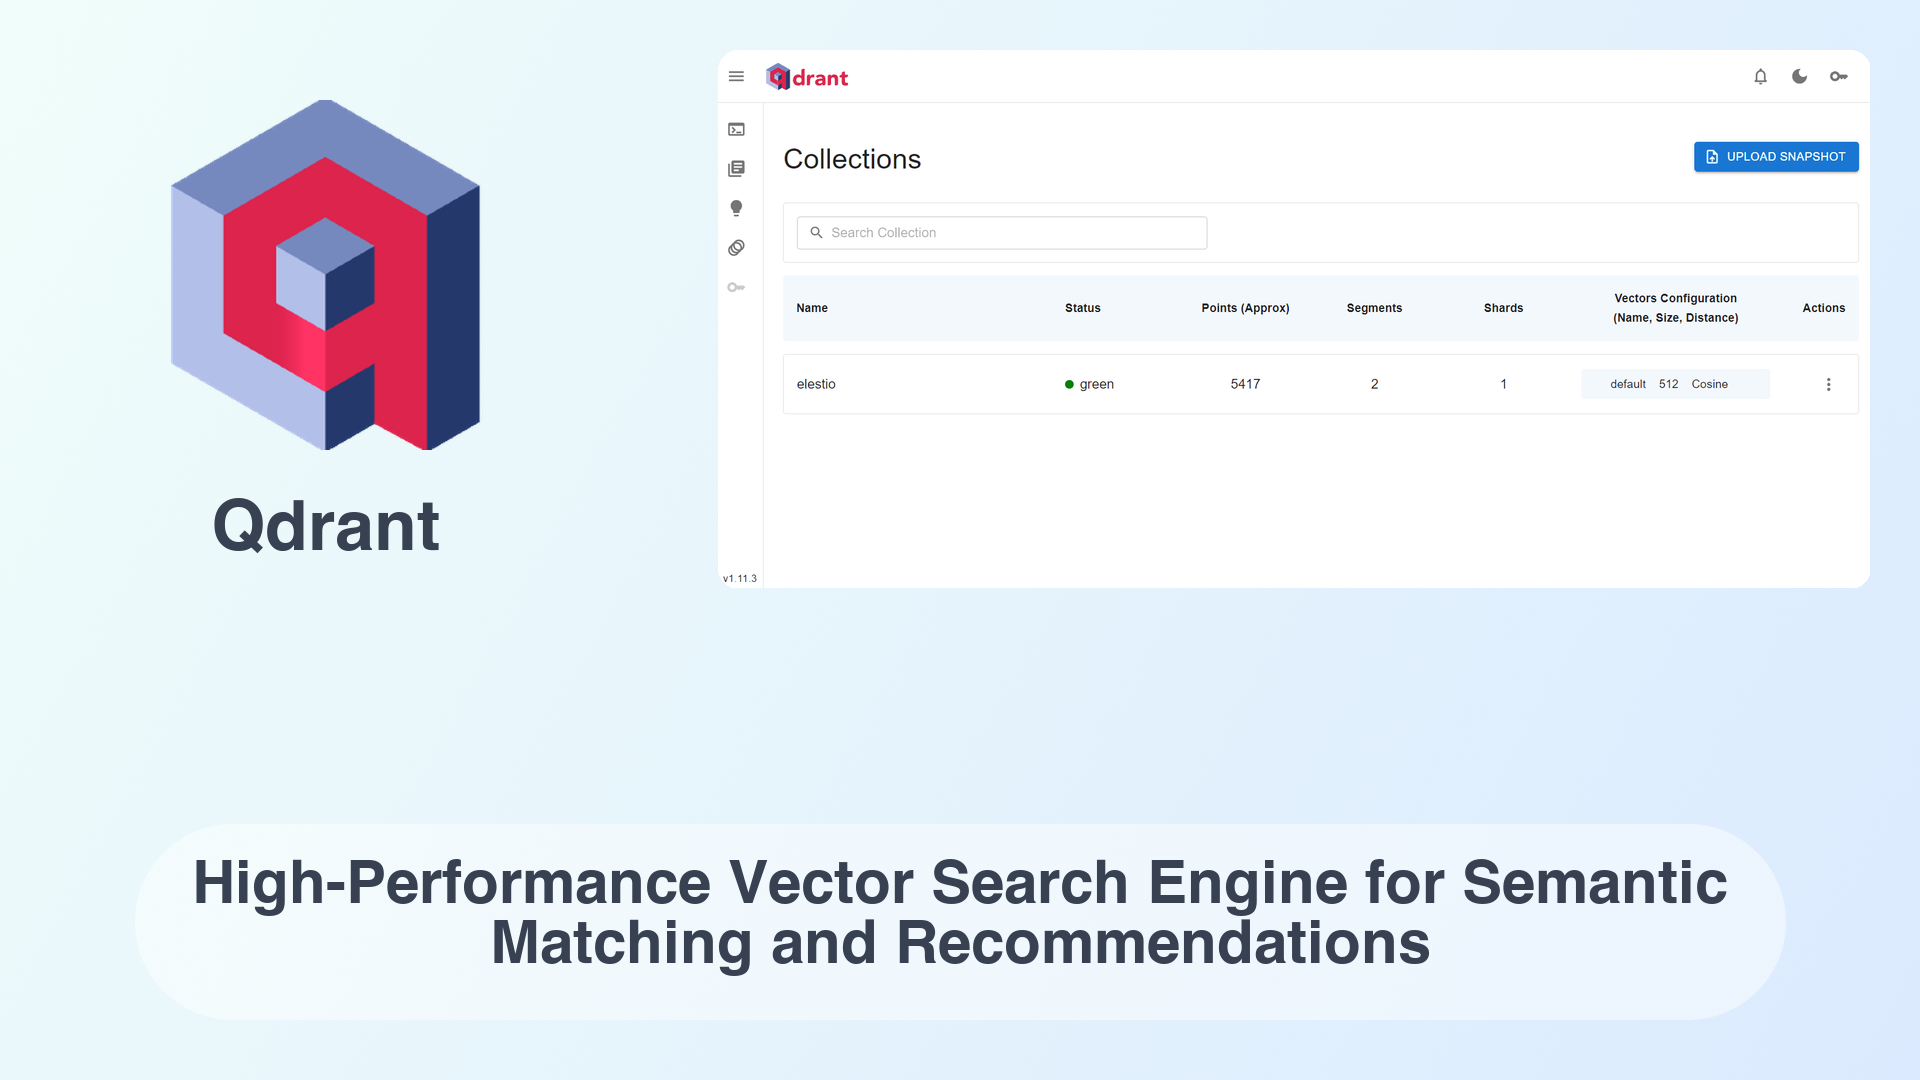 Qdrant
drant
Collections
UPLOAD SNAPSHOT
Search Collection
Name Status Points (Approx) Segments Shards Vectors Configuration (Name, Size, Distance) Actions
elestio green 5417 2 1 default 512 Cosine
v1.11.3
High-Performance Vector Search Engine for Semantic
Matching and Recommendations